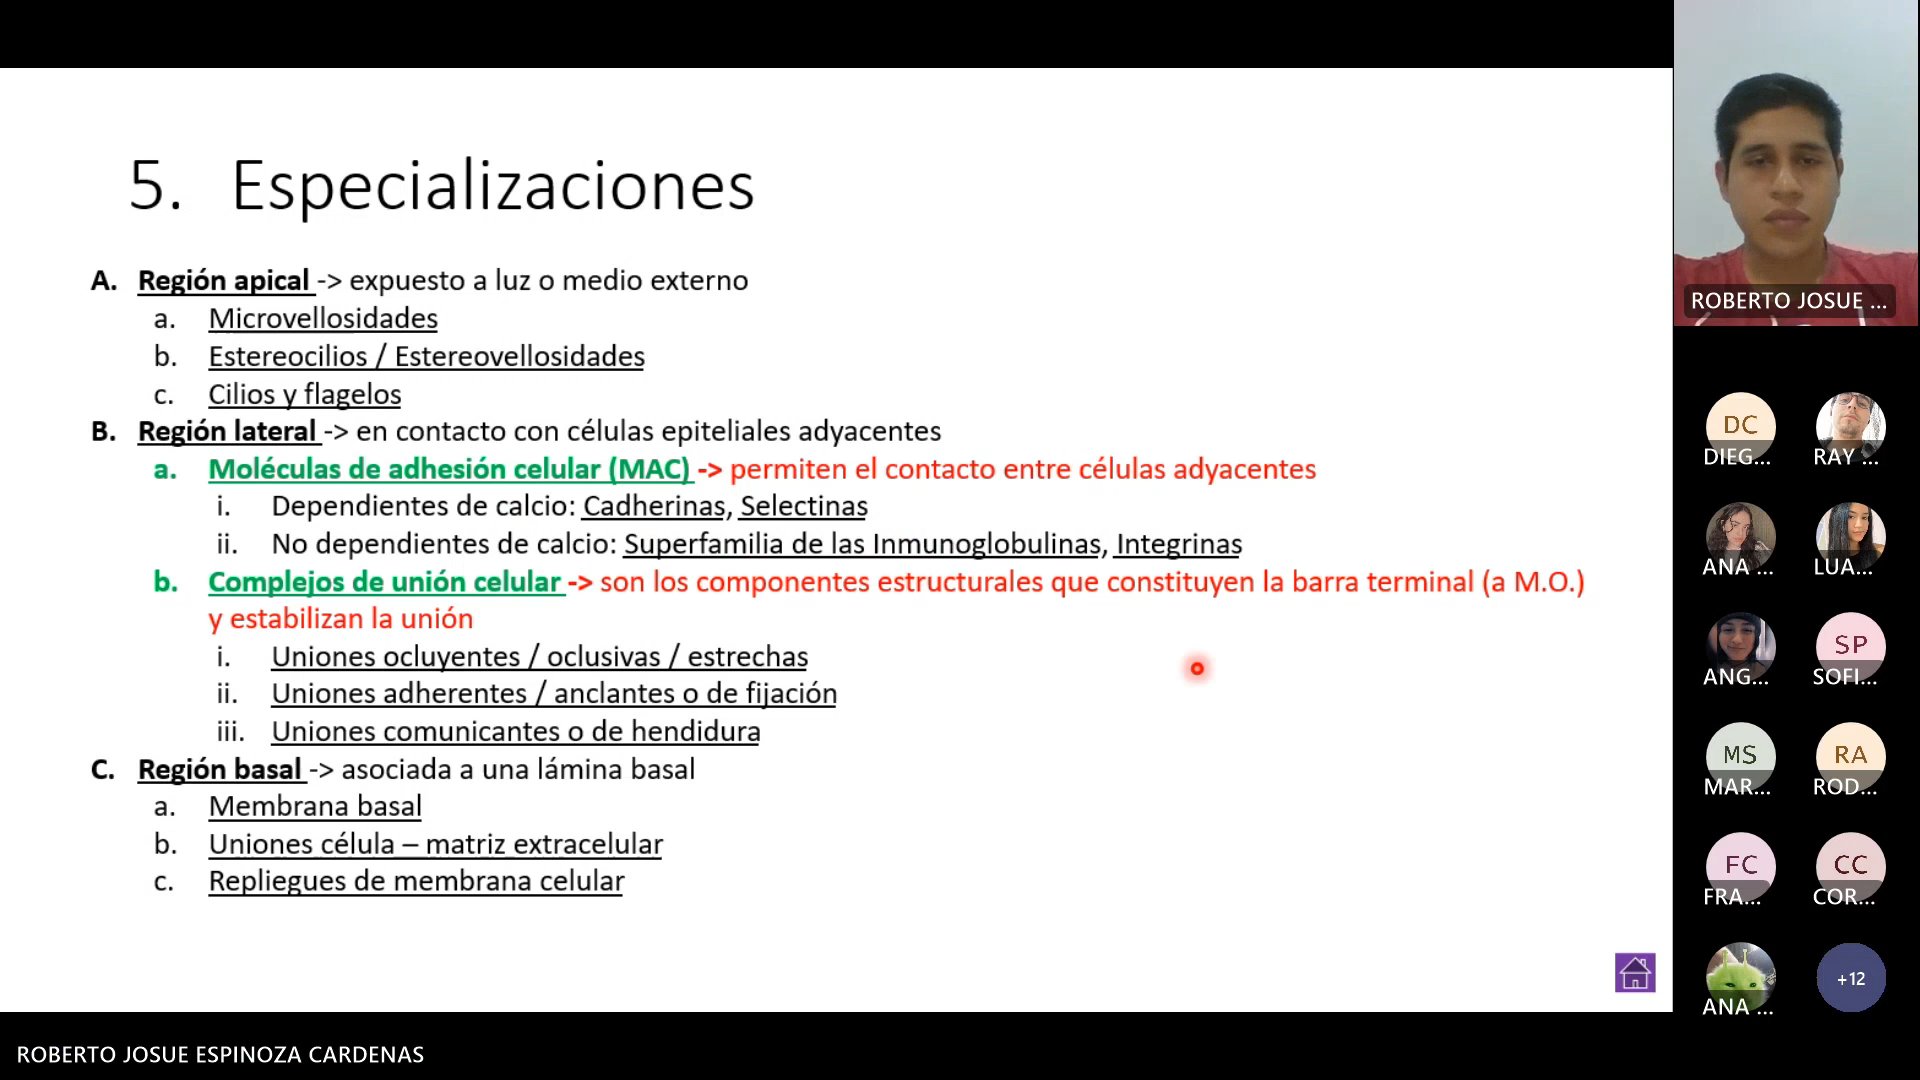 5. Especializaciones
A. Región apical -> expuesto a luz o medio externo
a. Microvellosidades
b. Estereocilios / Estereovellosidades
c. Cilios y flagelos
B. Región lateral -> en contacto con células epiteliales adyacentes
a. Moléculas de adhesión celular (MAC) -> permiten el contacto entre células adyacentes
i. Dependientes de calcio: Cadherinas, Selectinas
ii. No dependientes de calcio: Superfamilia de las Inmunoglobulinas, Integrinas
b. Complejos de unión celular -> son los componentes estructurales que constituyen la barra terminal (a M.O.)
y estabilizan la unión
i. Uniones ocluyentes / oclusivas / estrechas
ii. Uniones adherentes / anclantes o de fijación
iii. Uniones comunicantes o de hendidura
C. Región basal -> asociada a una lámina basal
a. Membrana basal
b. Uniones célula – matriz extracelular
c. Repliegues de membrana celular
ROBERTO JOSUE ...
DC
DIEG...
RAY ...
ANA ...
LUA...
ANG...
SP
SOFI...
MS
MAR...
RA
ROD...
FC
FRA...
CC
COR...
ANA ...
+12
ROBERTO JOSUE ESPINOZA CARDENAS